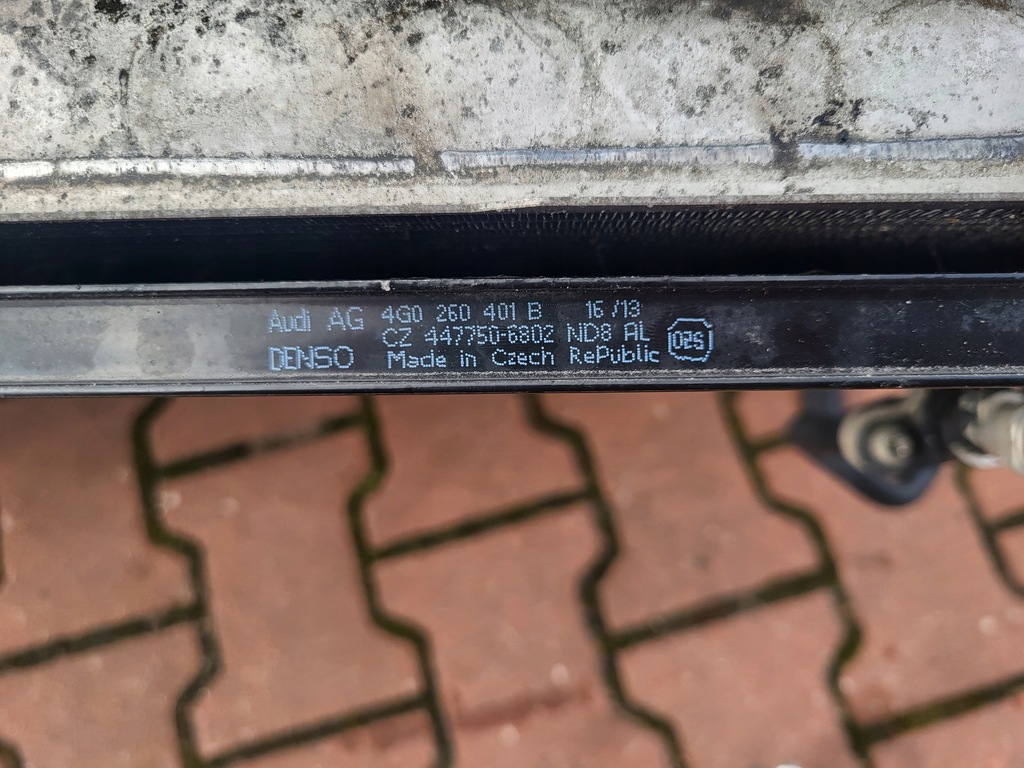 Audi AG 4G0 260 401 B 16/13
CZ 447750-6802 ND8 AL
DENSO Made in Czech RePublic